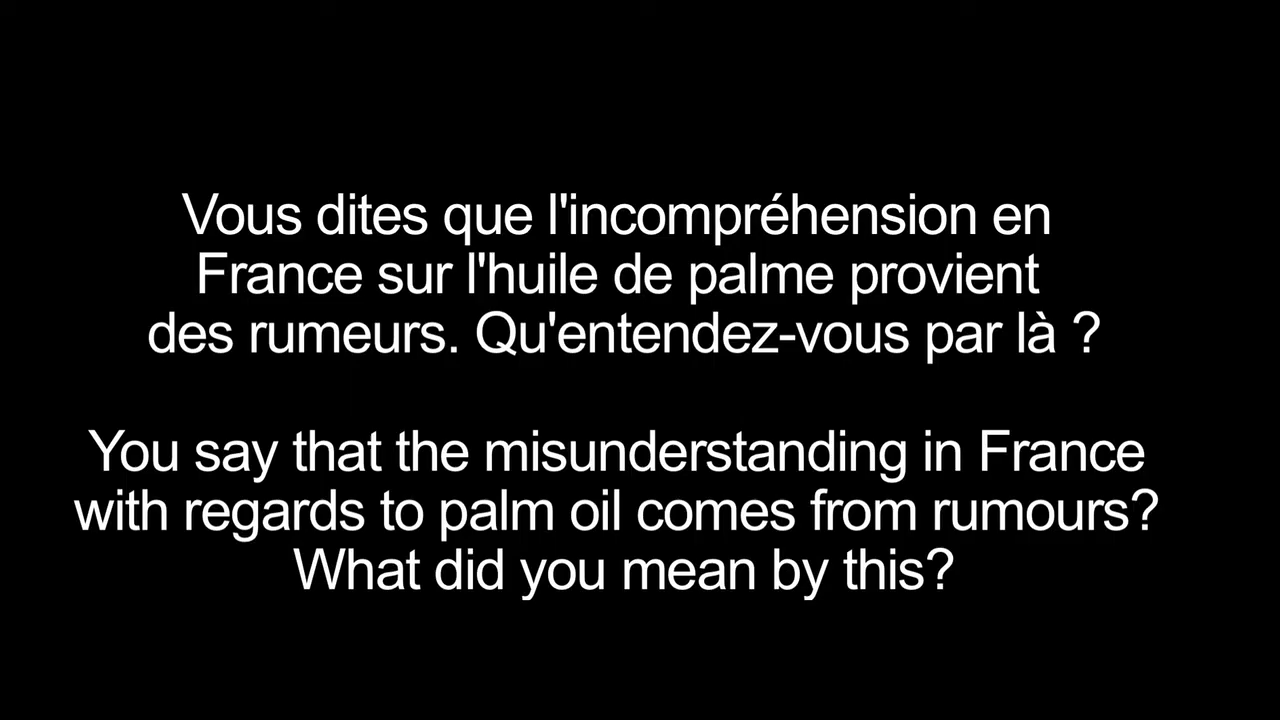 Vous dites que l'incompréhension en
France sur l'huile de palme provient
des rumeurs. Qu'entendez-vous par là ?
You say that the misunderstanding in France
with regards to palm oil comes from rumours?
What did you mean by this?